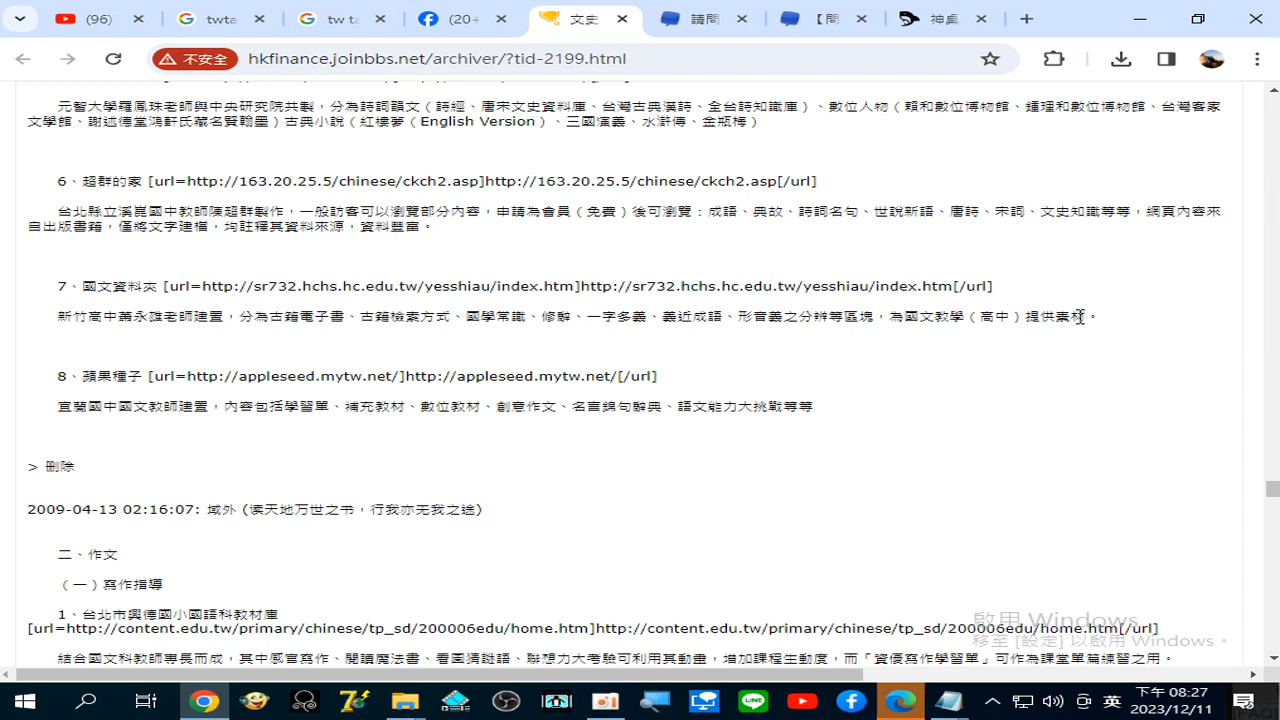 (96)
twta
tw ta
(20+
文史
請問
【問
神桌
不安全
hkfinance.joinbbs.net/archiver/?tid-2199.html
元智大學羅鳳珠老師與中央研究院共製，分為詩詞韻文（詩經、唐宋文史資料庫、台灣古典漢詩、全台詩知識庫）、數位人物（賴和數位博物館、鍾理和數位博物館、台灣客家
文學館、謝述德堂鴻軒氏藏名賢翰墨）古典小說（紅樓夢（English Version）、三國演義、水滸傳、金瓶梅）
6、超群的家 [url=http://163.20.25.5/chinese/ckch2.asp]http://163.20.25.5/chinese/ckch2.asp[/url]
台北縣立溪崑國中教師陳超群製作，一般訪客可以瀏覽部分內容，申請為會員（免費）後可瀏覽：成語、典故、詩詞名句、世說新語、唐詩、宋詞、文史知識等等，網頁內容來
自出版書籍，僅將文字建檔，均註釋其資料來源，資料豐富。
7、國文資料夾 [url=http://sr732.hchs.hc.edu.tw/yesshiau/index.htm]http://sr732.hchs.hc.edu.tw/yesshiau/index.htm[/url]
新竹高中蕭永雄老師建置，分為古籍電子書、古籍檢索方式、國學常識、修辭、一字多義、義近成語、形音義之分辨等區塊，為國文教學（高中）提供素材。
8、蘋果種子 [url=http://appleseed.mytw.net/]http://appleseed.mytw.net/[/url]
宜蘭國中國文教師建置，內容包括學習單、補充教材、數位教材、創意作文、名言錦句辭典、語文能力大挑戰等等
> 刪除
2009-04-13 02:16:07: 域外 (读天地万世之书，行我亦无我之途)
二、作文
（一）寫作指導
1、台北市興德國小國語科教材庫
[url=http://content.edu.tw/primary/chinese/tp_sd/200006edu/home.htm]http://content.edu.tw/primary/chinese/tp_sd/200006edu/home.htm[/url]
結合國文科教師專長而成，其中感官寫作、閱讀魔法書、看圖猜謎語、聯想力大考驗可利用其動畫，增加課程生動度，而「資優寫作學習單」可作為課堂單篇練習之用。
啟用 Windows
移至 [設定] 以啟用 Windows。
英
下午 08:27
2023/12/11